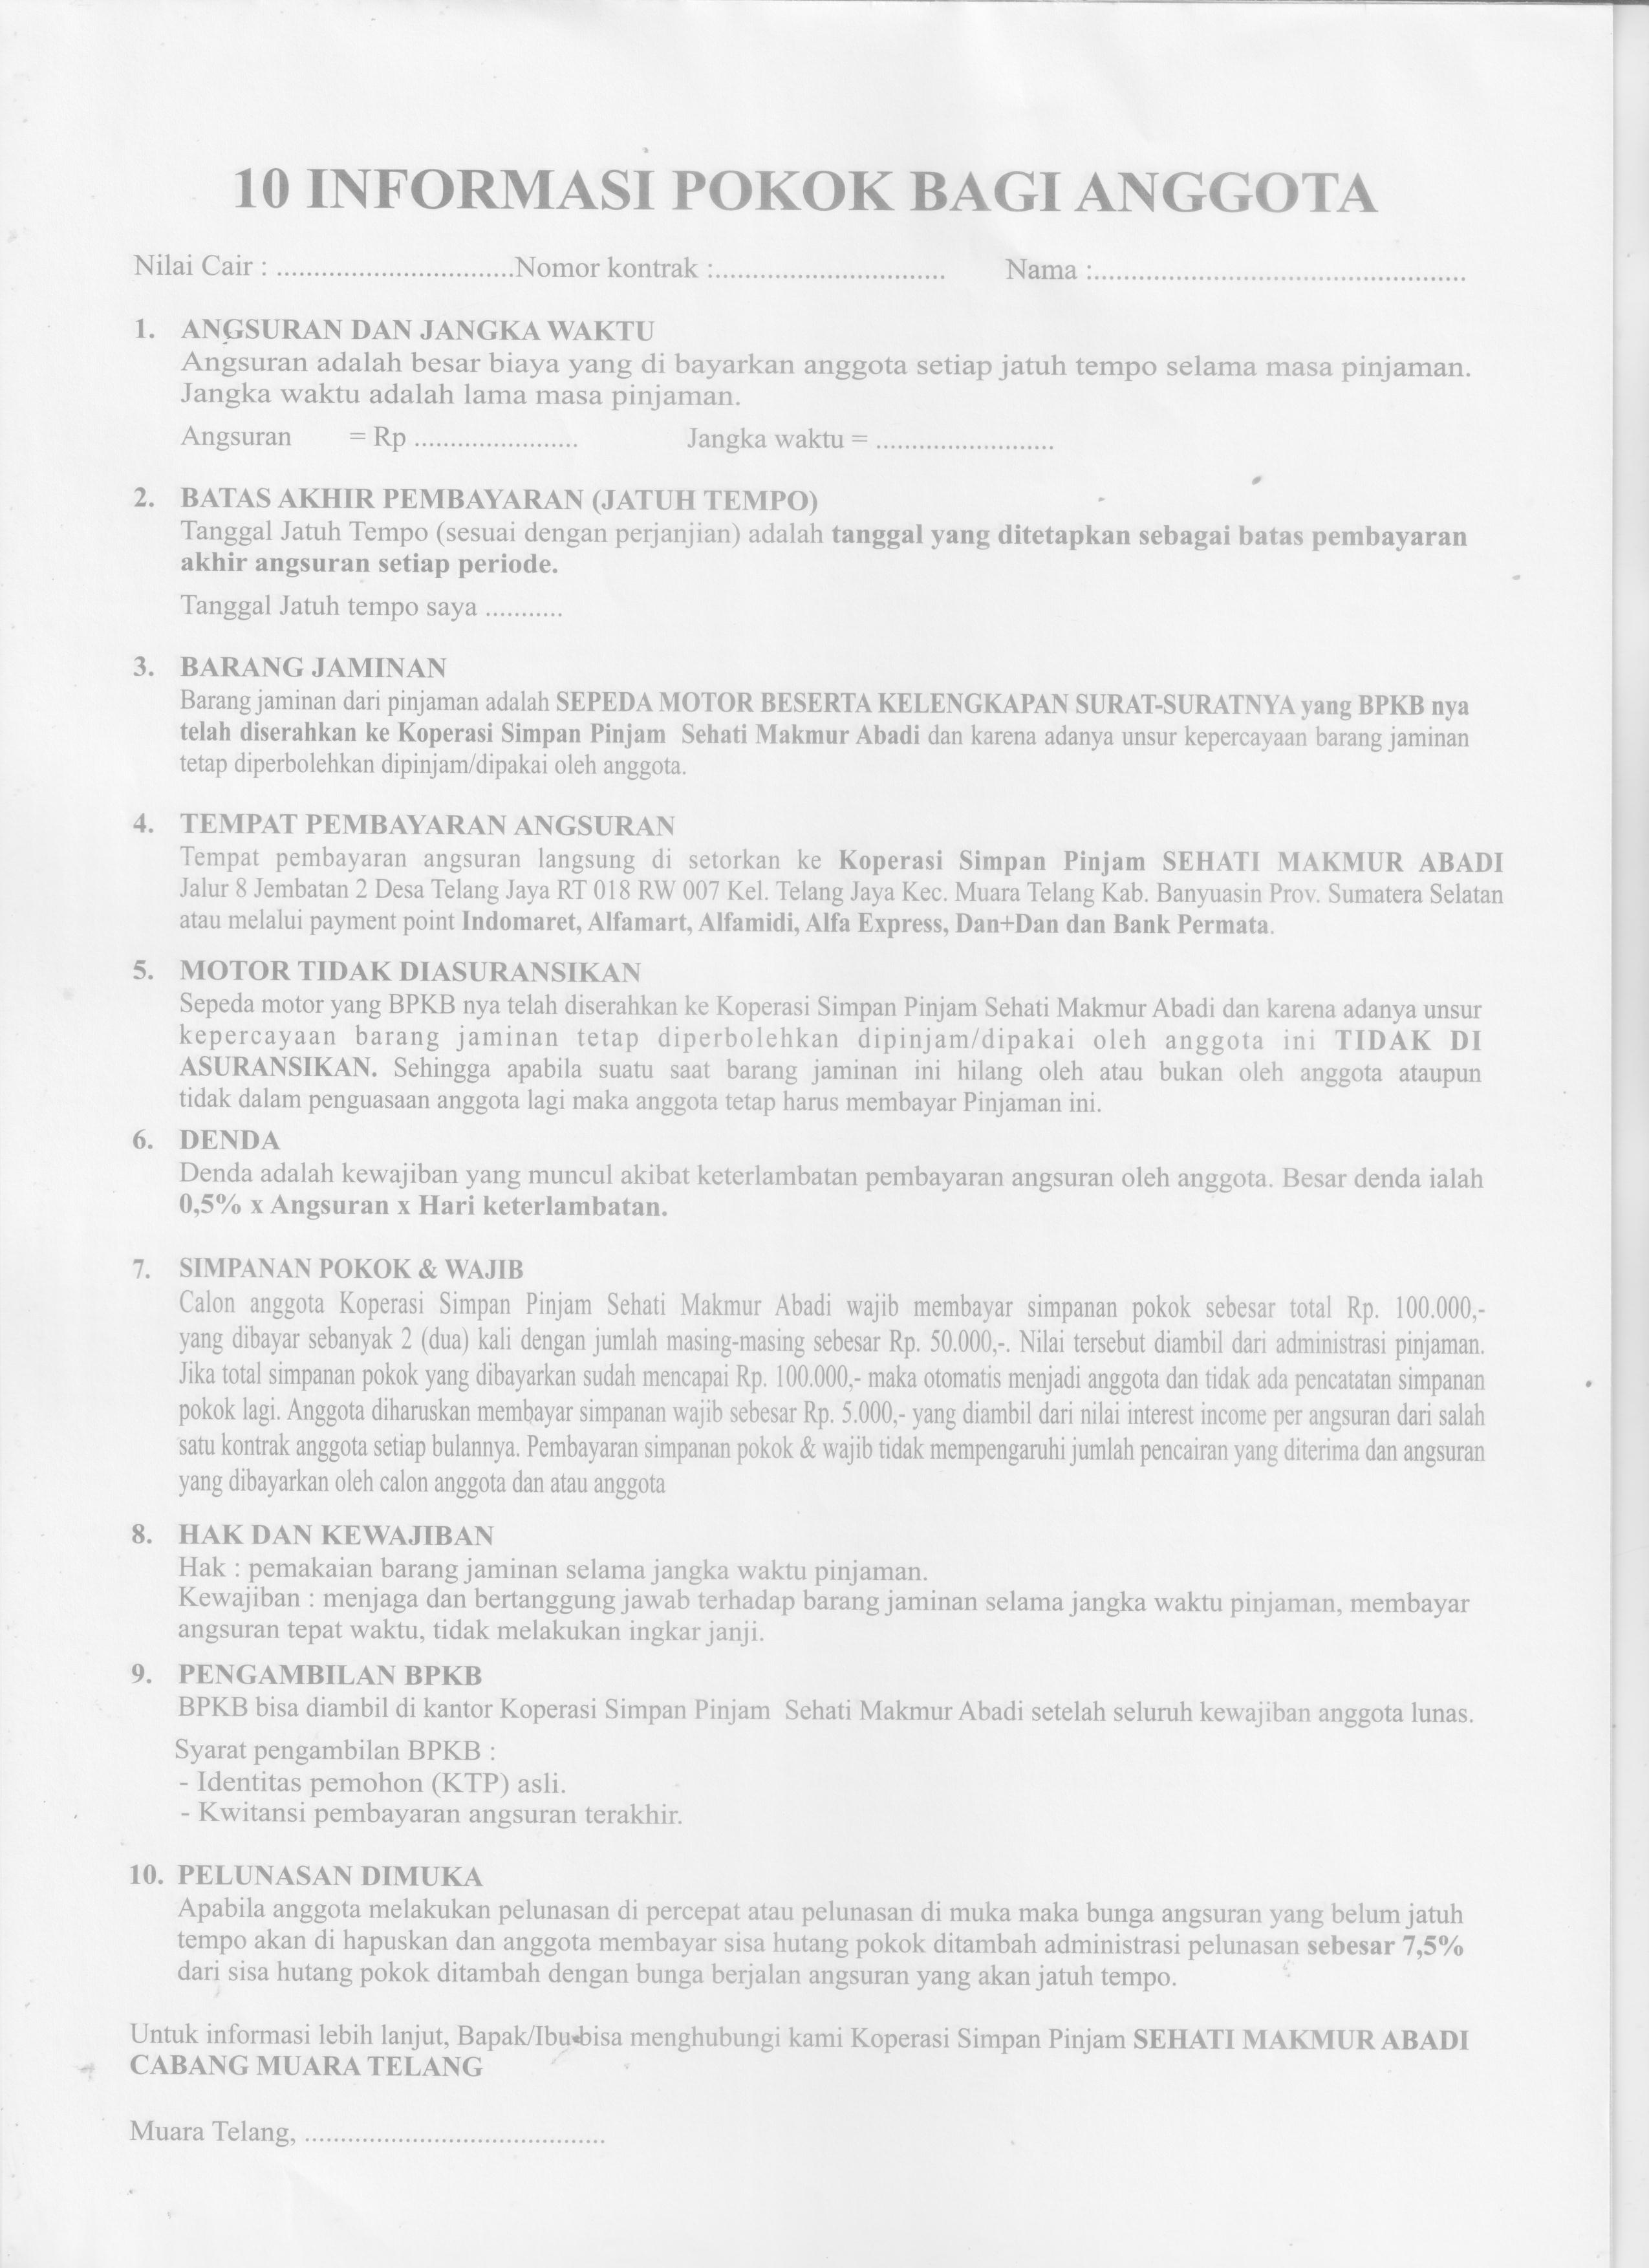 10 INFORMASI POKOK BAGI ANGGOTA
Nilai Cair : ................................Nomor kontrak :............................... Nama :..................................................
1. ANGSURAN DAN JANGKA WAKTU
Angsuran adalah besar biaya yang di bayarkan anggota setiap jatuh tempo selama masa pinjaman.
Jangka waktu adalah lama masa pinjaman.
Angsuran = Rp ....................... Jangka waktu = .........................
2. BATAS AKHIR PEMBAYARAN (JATUH TEMPO)
Tanggal Jatuh Tempo (sesuai dengan perjanjian) adalah tanggal yang ditetapkan sebagai batas pembayaran
akhir angsuran setiap periode.
Tanggal Jatuh tempo saya ...........
3. BARANG JAMINAN
Barang jaminan dari pinjaman adalah SEPEDA MOTOR BESERTA KELENGKAPAN SURAT-SURATNYA yang BPKB nya
telah diserahkan ke Koperasi Simpan Pinjam Sehati Makmur Abadi dan karena adanya unsur kepercayaan barang jaminan
tetap diperbolehkan dipinjam/dipakai oleh anggota.
4. TEMPAT PEMBAYARAN ANGSURAN
Tempat pembayaran angsuran langsung di setorkan ke Koperasi Simpan Pinjam SEHATI MAKMUR ABADI
Jalur 8 Jembatan 2 Desa Telang Jaya RT 018 RW 007 Kel. Telang Jaya Kec. Muara Telang Kab. Banyuasin Prov. Sumatera Selatan
atau melalui payment point Indomaret, Alfamart, Alfamidi, Alfa Express, Dan+Dan dan Bank Permata.
5. MOTOR TIDAK DIASURANSIKAN
Sepeda motor yang BPKB nya telah diserahkan ke Koperasi Simpan Pinjam Sehati Makmur Abadi dan karena adanya unsur
kepercayaan barang jaminan tetap diperbolehkan dipinjam/dipakai oleh anggota ini TIDAK DI
ASURANSIKAN. Sehingga apabila suatu saat barang jaminan ini hilang oleh atau bukan oleh anggota ataupun
tidak dalam penguasaan anggota lagi maka anggota tetap harus membayar Pinjaman ini.
6. DENDA
Denda adalah kewajiban yang muncul akibat keterlambatan pembayaran angsuran oleh anggota. Besar denda ialah
0,5% x Angsuran x Hari keterlambatan.
7. SIMPANAN POKOK & WAJIB
Calon anggota Koperasi Simpan Pinjam Sehati Makmur Abadi wajib membayar simpanan pokok sebesar total Rp. 100.000,-
yang dibayar sebanyak 2 (dua) kali dengan jumlah masing-masing sebesar Rp. 50.000,-. Nilai tersebut diambil dari administrasi pinjaman.
Jika total simpanan pokok yang dibayarkan sudah mencapai Rp. 100.000,- maka otomatis menjadi anggota dan tidak ada pencatatan simpanan
pokok lagi. Anggota diharuskan membayar simpanan wajib sebesar Rp. 5.000,- yang diambil dari nilai interest income per angsuran dari salah
satu kontrak anggota setiap bulannya. Pembayaran simpanan pokok & wajib tidak mempengaruhi jumlah pencairan yang diterima dan angsuran
yang dibayarkan oleh calon anggota dan atau anggota
8. HAK DAN KEWAJIBAN
Hak : pemakaian barang jaminan selama jangka waktu pinjaman.
Kewajiban : menjaga dan bertanggung jawab terhadap barang jaminan selama jangka waktu pinjaman, membayar
angsuran tepat waktu, tidak melakukan ingkar janji.
9. PENGAMBILAN BPKB
BPKB bisa diambil di kantor Koperasi Simpan Pinjam Sehati Makmur Abadi setelah seluruh kewajiban anggota lunas.
Syarat pengambilan BPKB :
- Identitas pemohon (KTP) asli.
- Kwitansi pembayaran angsuran terakhir.
10. PELUNASAN DIMUKA
Apabila anggota melakukan pelunasan di percepat atau pelunasan di muka maka bunga angsuran yang belum jatuh
tempo akan di hapuskan dan anggota membayar sisa hutang pokok ditambah administrasi pelunasan sebesar 7,5%
dari sisa hutang pokok ditambah dengan bunga berjalan angsuran yang akan jatuh tempo.
Untuk informasi lebih lanjut, Bapak/Ibu bisa menghubungi kami Koperasi Simpan Pinjam SEHATI MAKMUR ABADI
CABANG MUARA TELANG
Muara Telang, ..........................................